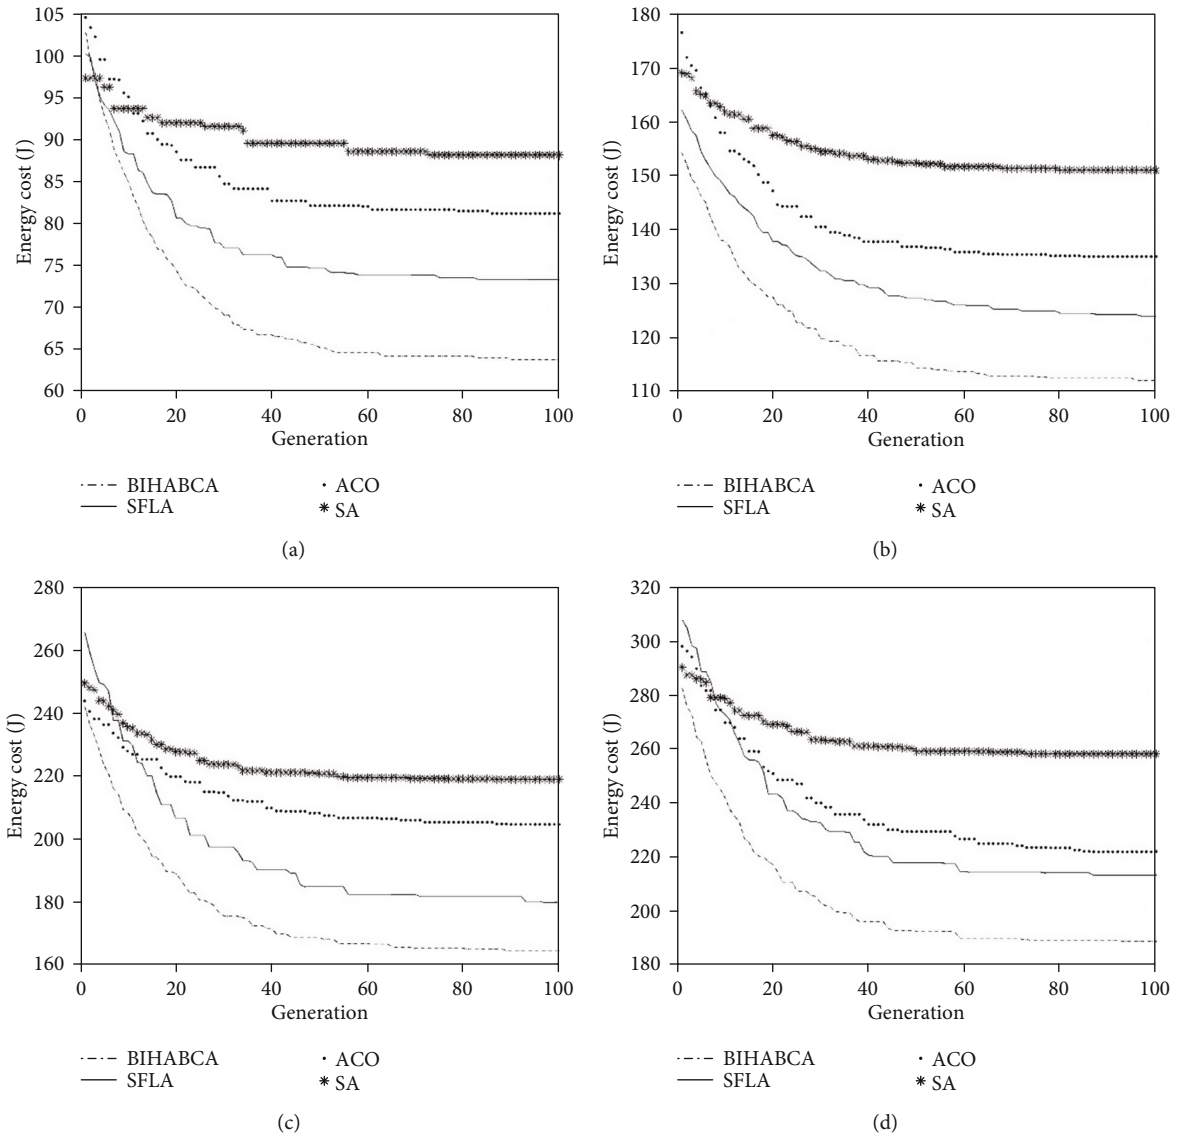 105
100
95
90
85
80
75
70
65
60
Energy cost (J)
0 20 40 60 80 100
Generation
BIHABCA ACO
SFLA SA
(a)
180
170
160
150
140
130
120
110
Energy cost (J)
0 20 40 60 80 100
Generation
BIHABCA ACO
SFLA SA
(b)
280
260
240
220
200
180
160
Energy cost (J)
0 20 40 60 80 100
Generation
BIHABCA ACO
SFLA SA
(c)
320
300
280
260
240
220
200
180
Energy cost (J)
0 20 40 60 80 100
Generation
BIHABCA ACO
SFLA SA
(d)